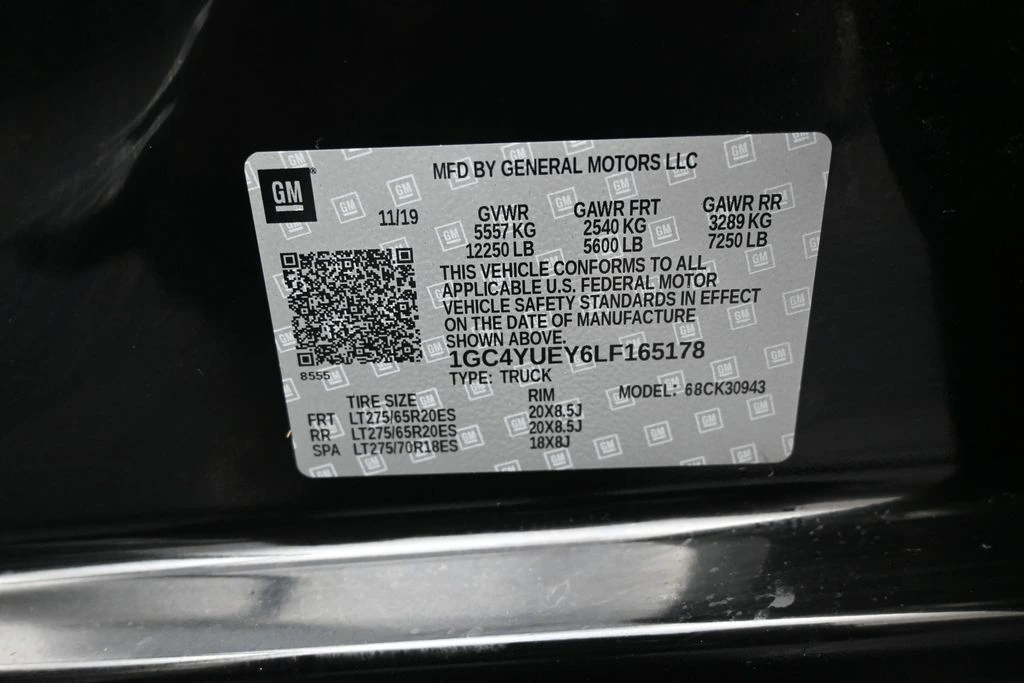 MFD BY GENERAL MOTORS LLC
GM
11/19
GVWR GAWR FRT GAWR RR
5557 KG 2540 KG 3289 KG
12250 LB 5600 LB 7250 LB
THIS VEHICLE CONFORMS TO ALL
APPLICABLE U.S. FEDERAL MOTOR
VEHICLE SAFETY STANDARDS IN EFFECT
ON THE DATE OF MANUFACTURE
SHOWN ABOVE.
1GC4YUEY6LF165178
8555
TYPE: TRUCK MODEL: 68CK30943
TIRE SIZE RIM
FRT LT275/65R20ES 20X8.5J
RR LT275/65R20ES 20X8.5J
SPA LT275/70R18ES 18X8J